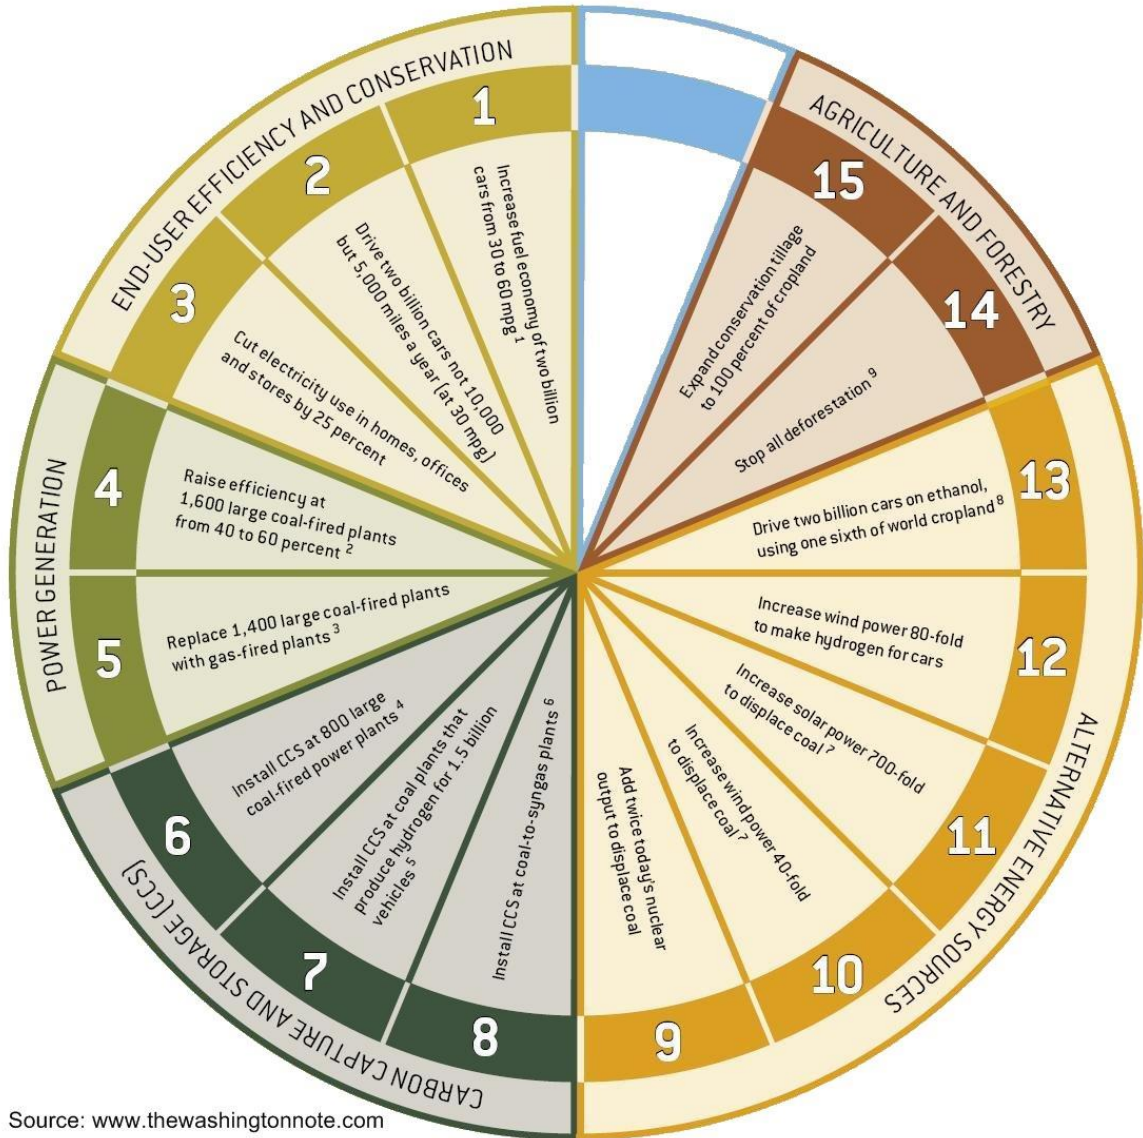 END-USER EFFICIENCY AND CONSERVATION
1
Increase fuel economy of two billion
cars from 30 to 60 mpg 1
2
Drive two billion cars not 10,000
but 5,000 miles a year (at 30 mpg)
3
Cut electricity use in homes, offices
and stores by 25 percent
POWER GENERATION
4
Raise efficiency at
1,600 large coal-fired plants
from 40 to 60 percent 2
5
Replace 1,400 large coal-fired plants
with gas-fired plants 3
CARBON CAPTURE AND STORAGE (CCS)
6
Install CCS at 800 large
coal-fired power plants 4
7
Install CCS at coal plants that
produce hydrogen for 1.5 billion
vehicles 5
8
Install CCS at coal-to-syngas plants 6
ALTERNATIVE ENERGY SOURCES
9
Add twice today's nuclear
output to displace coal
10
Increase wind power 40-fold
to displace coal 7
11
Increase solar power 700-fold
to displace coal 7
12
Increase wind power 80-fold
to make hydrogen for cars
13
Drive two billion cars on ethanol,
using one sixth of world cropland 8
AGRICULTURE AND FORESTRY
14
Stop all deforestation 9
15
Expand conservation tillage
to 100 percent of cropland
Source: www.thewashingtonnote.com